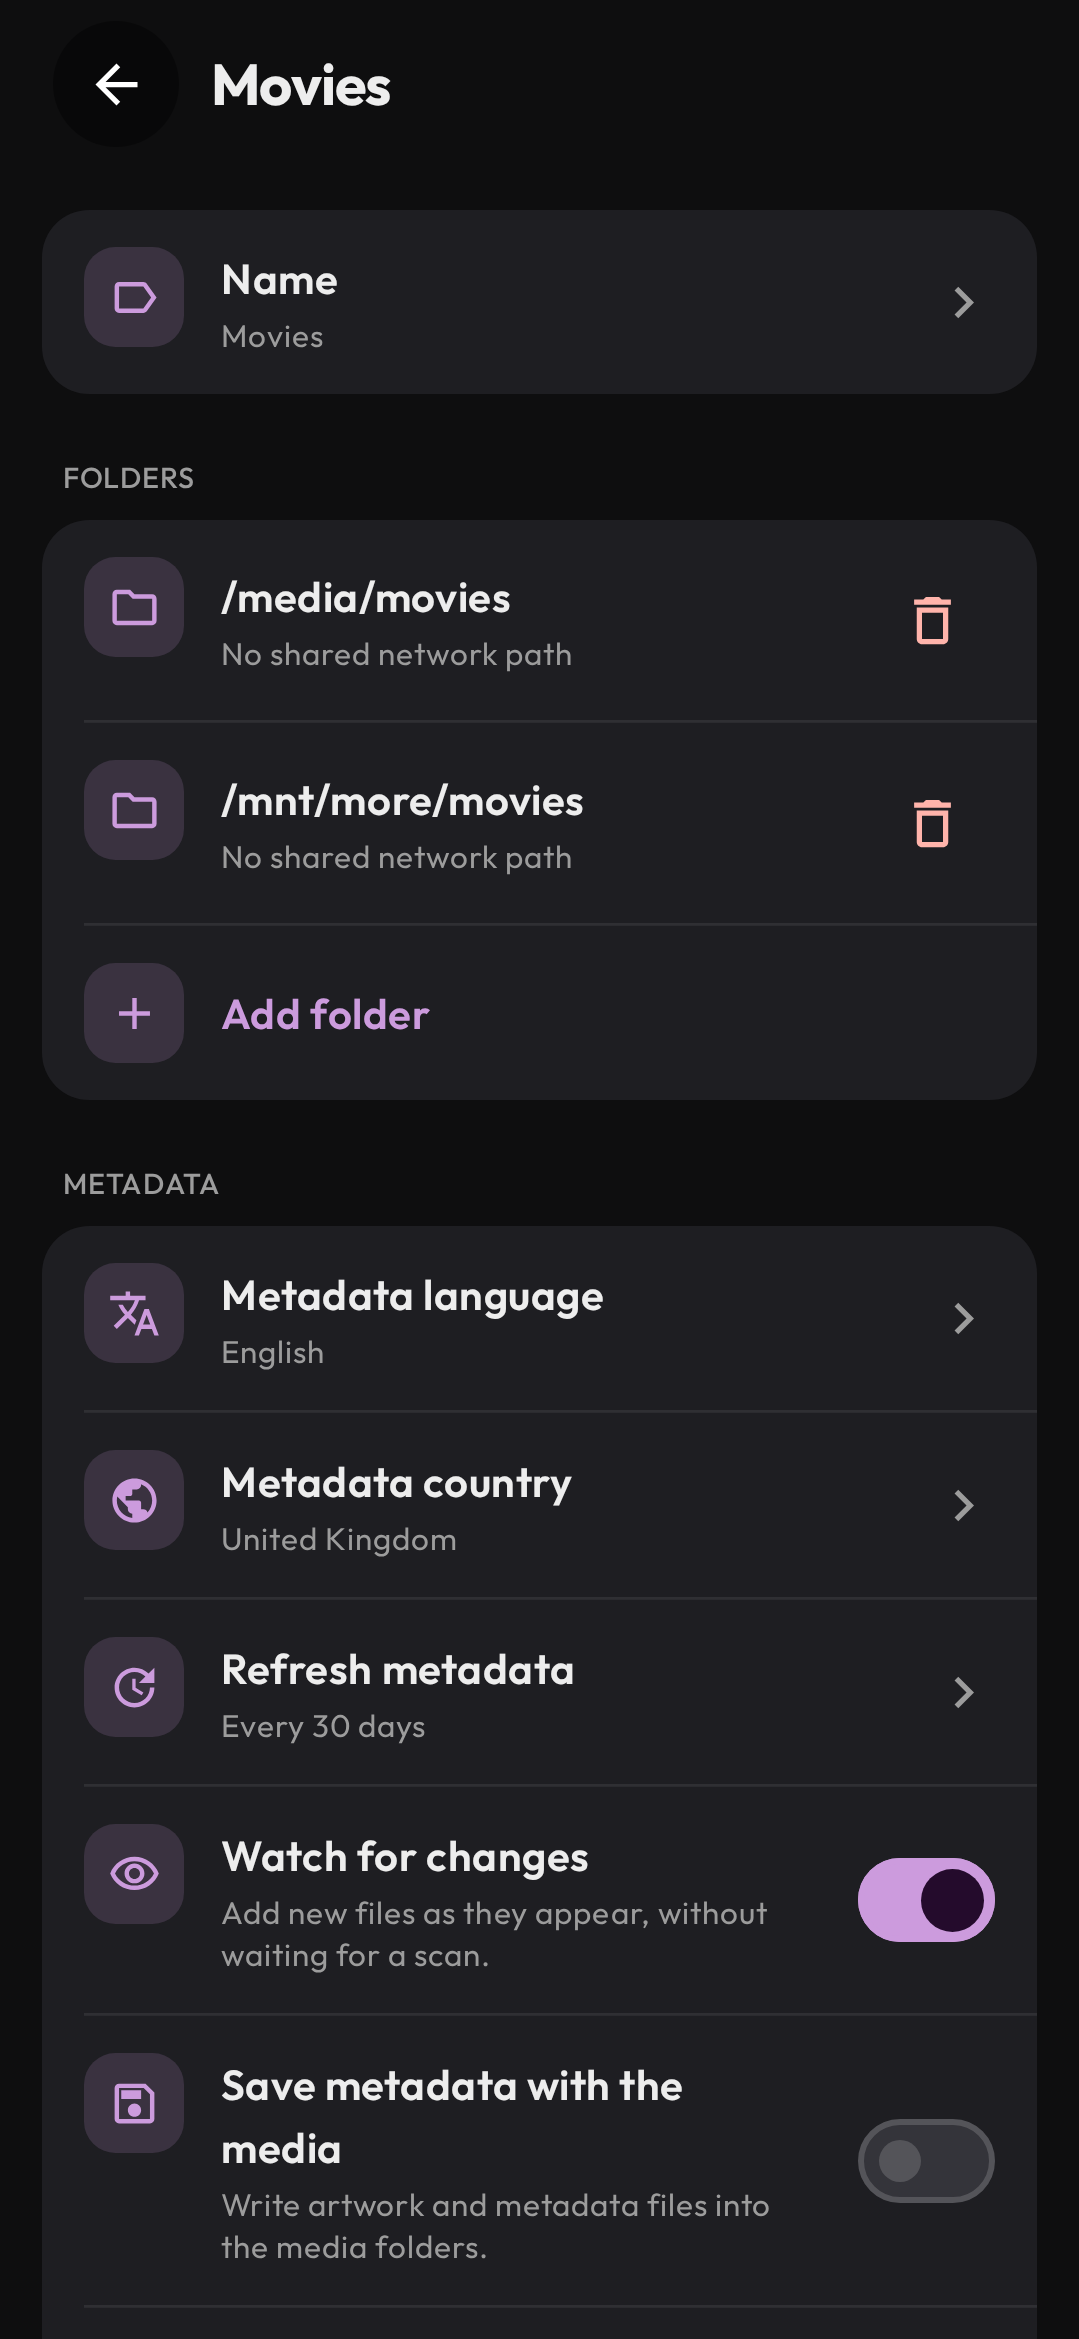 Movies
Name
Movies
FOLDERS
/media/movies
No shared network path
/mnt/more/movies
No shared network path
Add folder
METADATA
Metadata language
English
Metadata country
United Kingdom
Refresh metadata
Every 30 days
Watch for changes
Add new files as they appear, without
waiting for a scan.
Save metadata with the
media
Write artwork and metadata files into
the media folders.